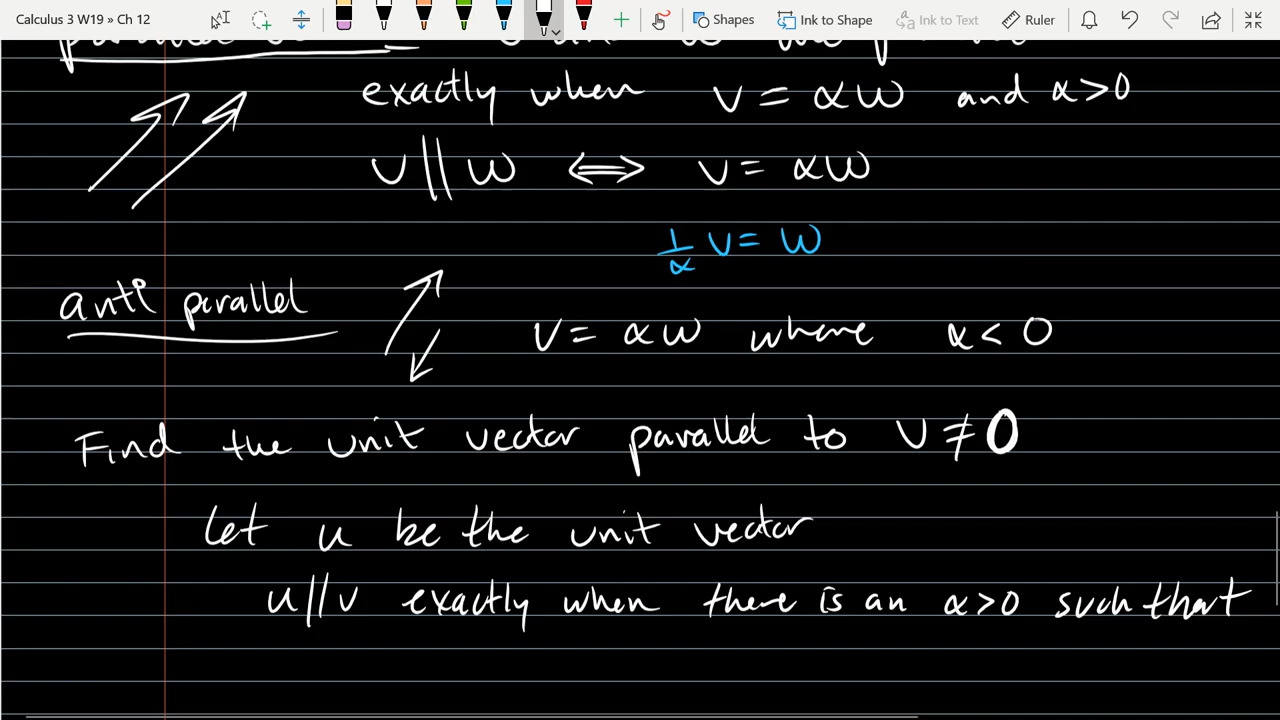 Calculus 3 W19 » Ch 12
Shapes Ink to Shape Ink to Text Ruler
exactly when v = αw and α>0
v || w ⟺ v = αw
1/α v = w
anti parallel
v = αw where α < 0
Find the unit vector parallel to v ≠ 0
Let u be the unit vector
u//v exactly when there is an α>0 such that